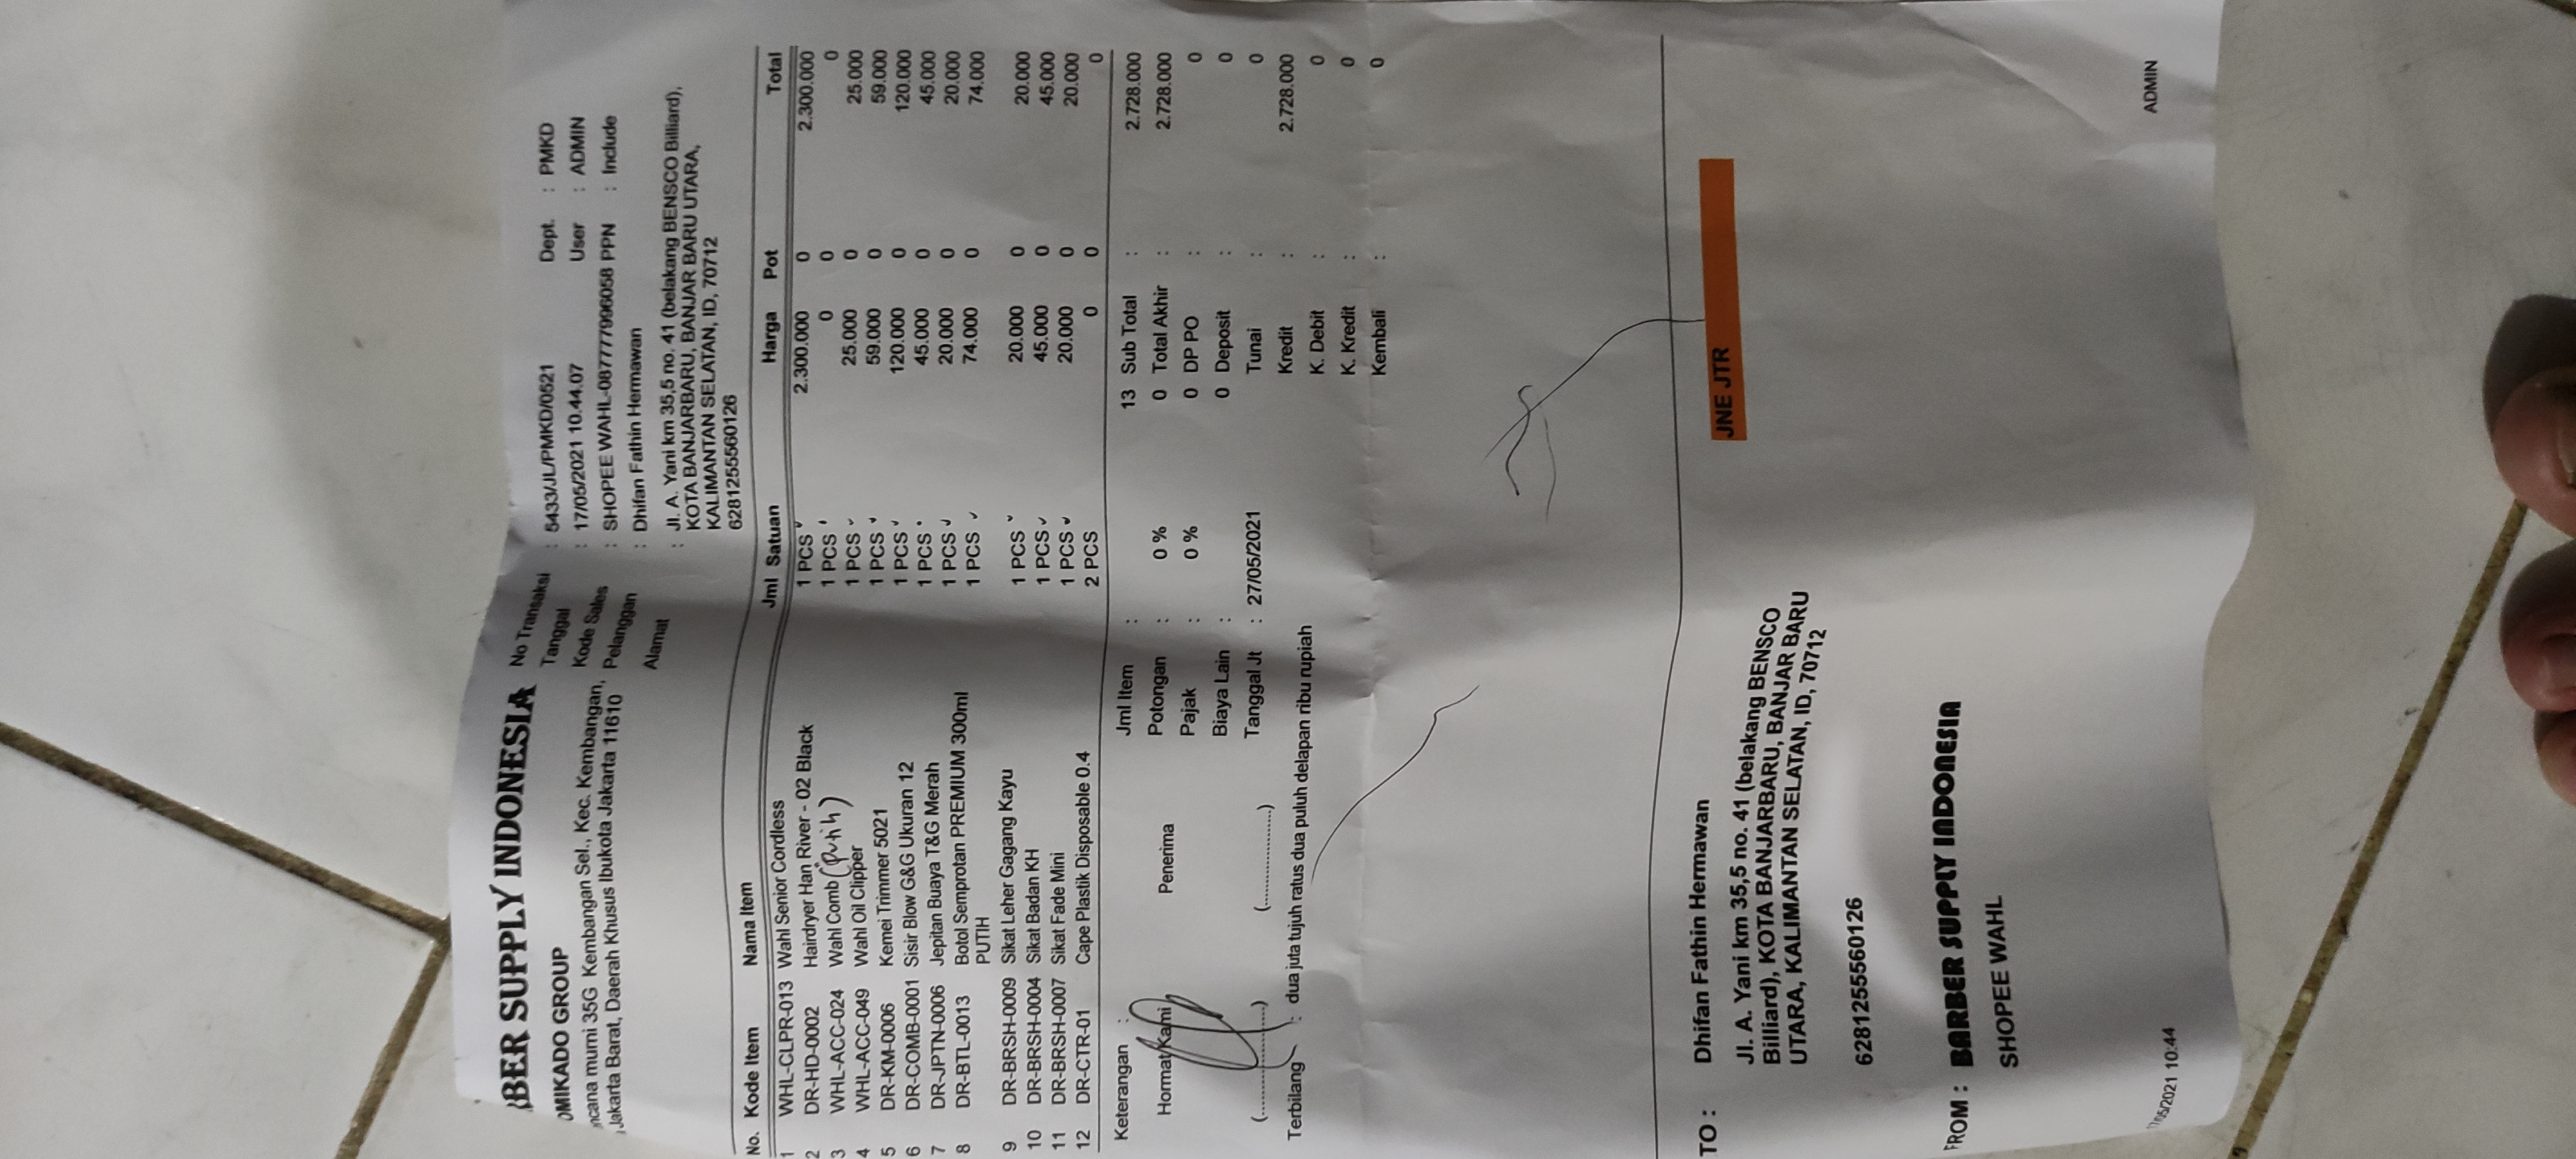 BER SUPPLY INDONESIA
OMIKADO GROUP
ncana murni 35G Kembangan Sel., Kec. Kembangan,
Jakarta Barat, Daerah Khusus Ibukota Jakarta 11610
No Transaksi : 5433/JL/PMKD/0521 Dept. : PMKD
Tanggal : 17/05/2021 10.44.07 User : ADMIN
Kode Sales : SHOPEE WAHL-087777996058 PPN : Include
Pelanggan : Dhifan Fathin Hermawan
Alamat : Jl. A. Yani km 35,5 no. 41 (belakang BENSCO Billiard),
KOTA BANJARBARU, BANJAR BARU UTARA,
KALIMANTAN SELATAN, ID, 70712
6281255560126
No. Kode Item Nama Item Jml Satuan Harga Pot Total
1 WHL-CLPR-013 Wahl Senior Cordless 1 PCS 2.300.000 0 2.300.000
2 DR-HD-0002 Hairdryer Han River - 02 Black 1 PCS 0 0 0
3 WHL-ACC-024 Wahl Comb (putih) 1 PCS 25.000 0 25.000
4 WHL-ACC-049 Wahl Oil Clipper 1 PCS 59.000 0 59.000
5 DR-KM-0006 Kemei Trimmer 5021 1 PCS 120.000 0 120.000
6 DR-COMB-0001 Sisir Blow G&G Ukuran 12 1 PCS 45.000 0 45.000
7 DR-JPTN-0006 Jepitan Buaya T&G Merah 1 PCS 20.000 0 20.000
8 DR-BTL-0013 Botol Semprotan PREMIUM 300ml 1 PCS 74.000 0 74.000
PUTIH
9 DR-BRSH-0009 Sikat Leher Gagang Kayu 1 PCS 20.000 0 20.000
10 DR-BRSH-0004 Sikat Badan KH 1 PCS 45.000 0 45.000
11 DR-BRSH-0007 Sikat Fade Mini 1 PCS 20.000 0 20.000
12 DR-CTR-01 Cape Plastik Disposable 0.4 2 PCS 0 0 0
Keterangan : Jml Item : 13 Sub Total : 2.728.000
Hormat Kami Penerima Potongan : 0 % 0 Total Akhir : 2.728.000
Pajak : 0 % 0 DP PO : 0
Biaya Lain : 0 Deposit : 0
(....................) (....................) Tanggal Jt : 27/05/2021 Tunai : 0
Terbilang : dua juta tujuh ratus dua puluh delapan ribu rupiah Kredit : 2.728.000
K. Debit : 0
K. Kredit : 0
Kembali : 0
TO : Dhifan Fathin Hermawan JNE JTR
Jl. A. Yani km 35,5 no. 41 (belakang BENSCO
Billiard), KOTA BANJARBARU, BANJAR BARU
UTARA, KALIMANTAN SELATAN, ID, 70712
6281255560126
FROM : BARBER SUPPLY INDONESIA
SHOPEE WAHL
/05/2021 10:44 ADMIN